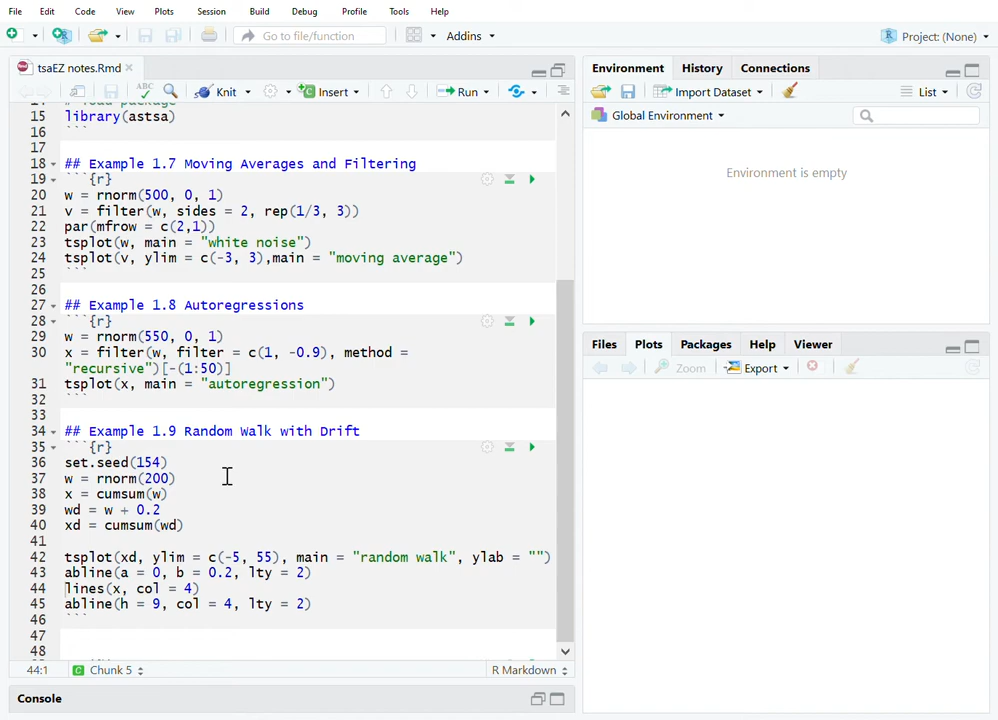 File Edit Code View Plots Session Build Debug Profile Tools Help
Go to file/function Addins Project: (None)
tsaEZ notes.Rmd
ABC Knit Insert Run
15 library(astsa)
16 ```
17
18 ## Example 1.7 Moving Averages and Filtering
19 ```{r}
20 w = rnorm(500, 0, 1)
21 v = filter(w, sides = 2, rep(1/3, 3))
22 par(mfrow = c(2,1))
23 tsplot(w, main = "white noise")
24 tsplot(v, ylim = c(-3, 3),main = "moving average")
25 ```
26
27 ## Example 1.8 Autoregressions
28 ```{r}
29 w = rnorm(550, 0, 1)
30 x = filter(w, filter = c(1, -0.9), method =
"recursive")[-(1:50)]
31 tsplot(x, main = "autoregression")
32 ```
33
34 ## Example 1.9 Random Walk with Drift
35 ```{r}
36 set.seed(154)
37 w = rnorm(200)
38 x = cumsum(w)
39 wd = w + 0.2
40 xd = cumsum(wd)
41
42 tsplot(xd, ylim = c(-5, 55), main = "random walk", ylab = "")
43 abline(a = 0, b = 0.2, lty = 2)
44 lines(x, col = 4)
45 abline(h = 9, col = 4, lty = 2)
46 ```
47
48
44:1 C Chunk 5 R Markdown
Console
Environment History Connections
Import Dataset List
R Global Environment
Environment is empty
Files Plots Packages Help Viewer
Zoom Export